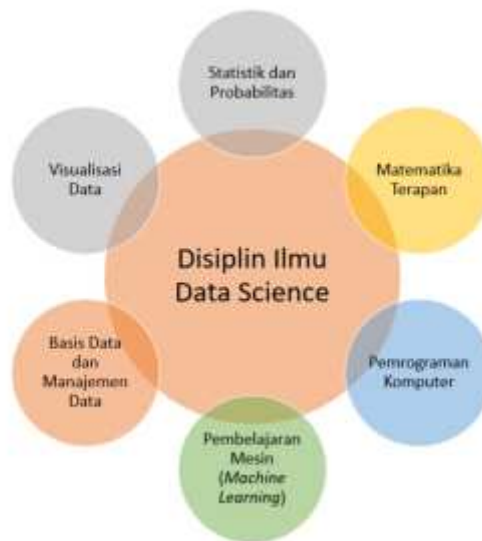 Statistik dan
Probabilitas
Visualisasi
Data
Matematika
Terapan
Disiplin Ilmu
Data Science
Basis Data
dan
Manajemen
Data
Pemrograman
Komputer
Pembelajaran
Mesin
(Machine
Learning)